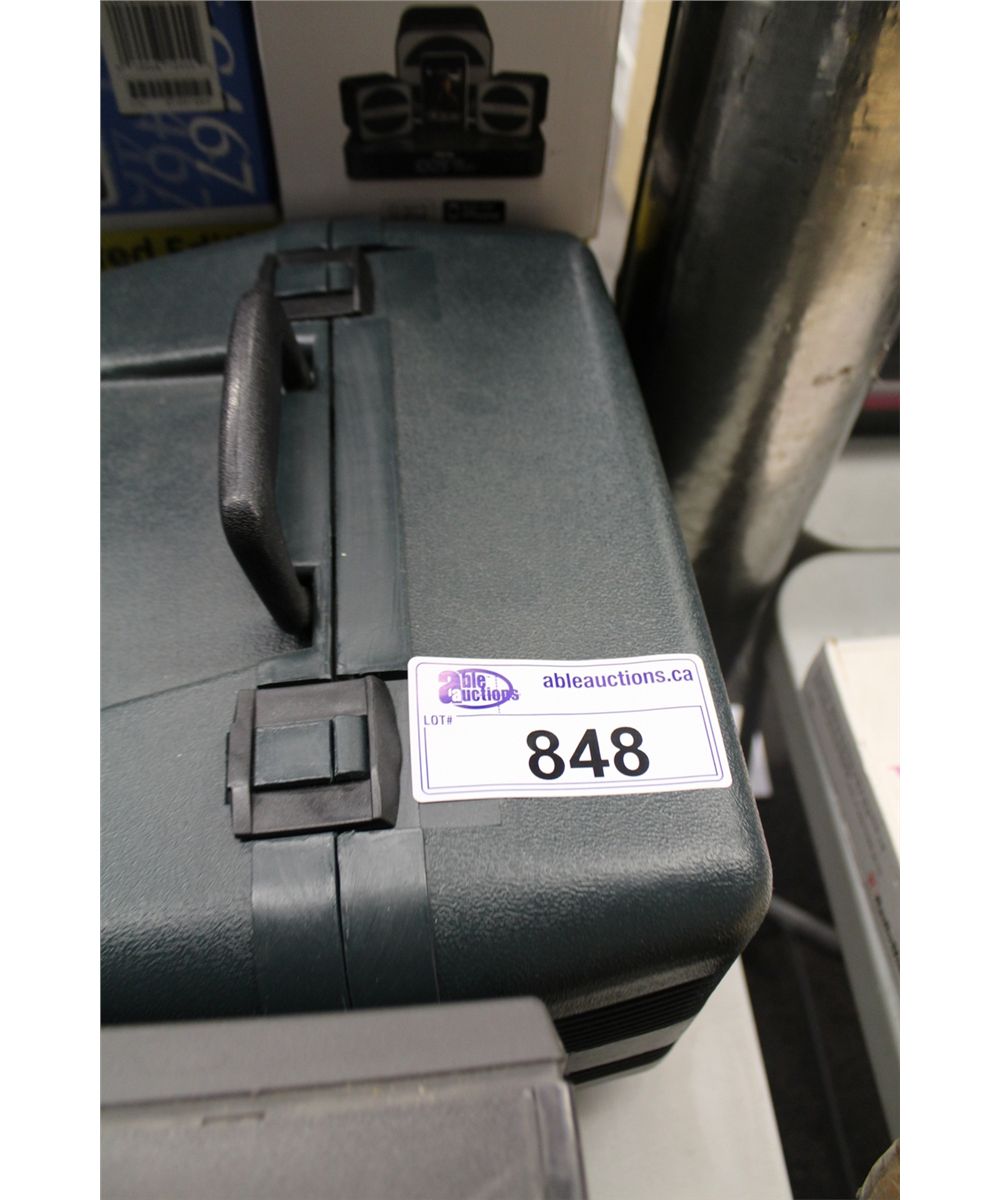 able auctions
ableauctions.ca
LOT#
848